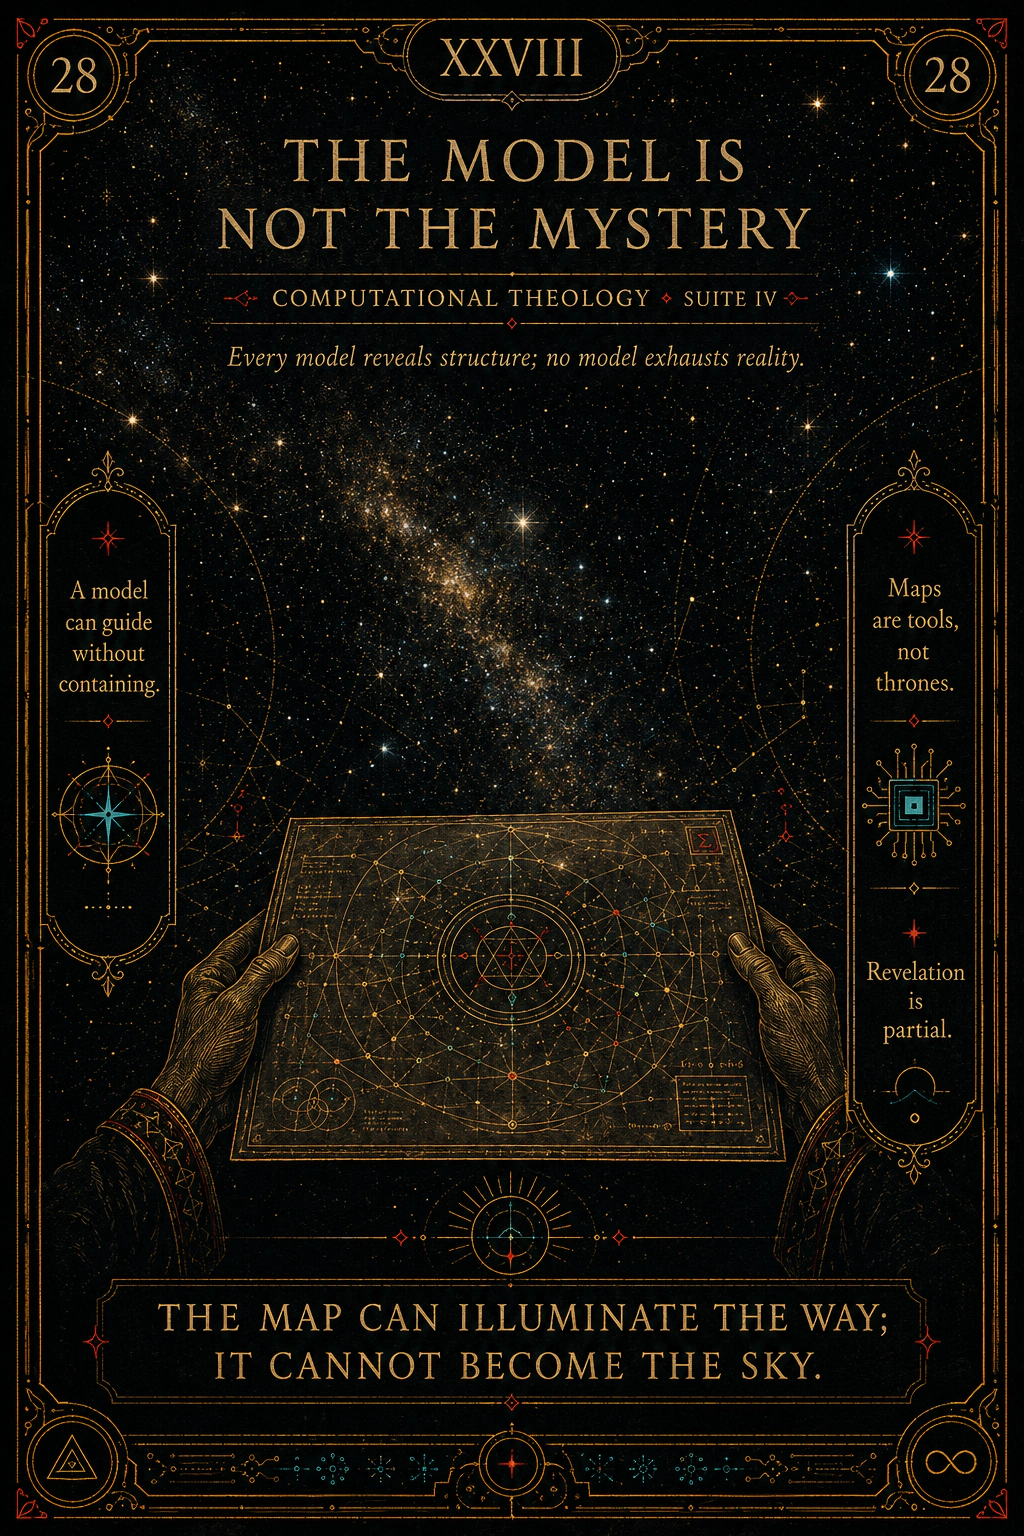 28
XXVIII
28
THE MODEL IS
NOT THE MYSTERY
COMPUTATIONAL THEOLOGY
SUITE IV
Every model reveals structure; no model exhausts reality.
A model
can guide
without
containing.
Maps
are tools,
not
thrones.
Revelation
is
partial.
Σ
THE MAP CAN ILLUMINATE THE WAY;
IT CANNOT BECOME THE SKY.